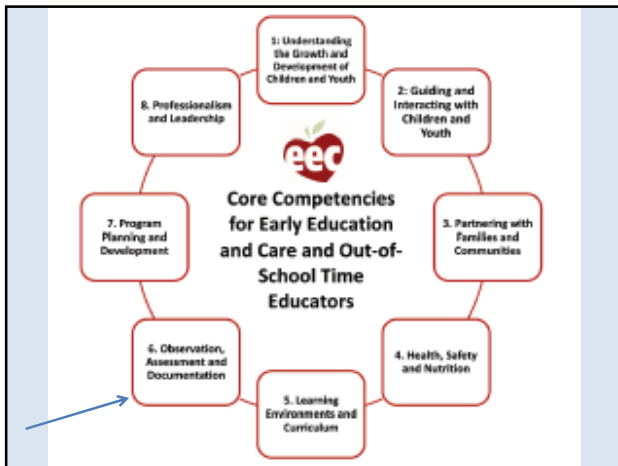 1: Understanding
the Growth and
Development of
Children and Youth
2: Guiding and
Interacting with
Children and
Youth
3. Partnering with
Families and
Communities
4. Health, Safety
and Nutrition
5. Learning
Environments and
Curriculum
6. Observation,
Assessment and
Documentation
7. Program
Planning and
Development
8. Professionalism
and Leadership
eec
Core Competencies
for Early Education
and Care and Out-of-
School Time
Educators